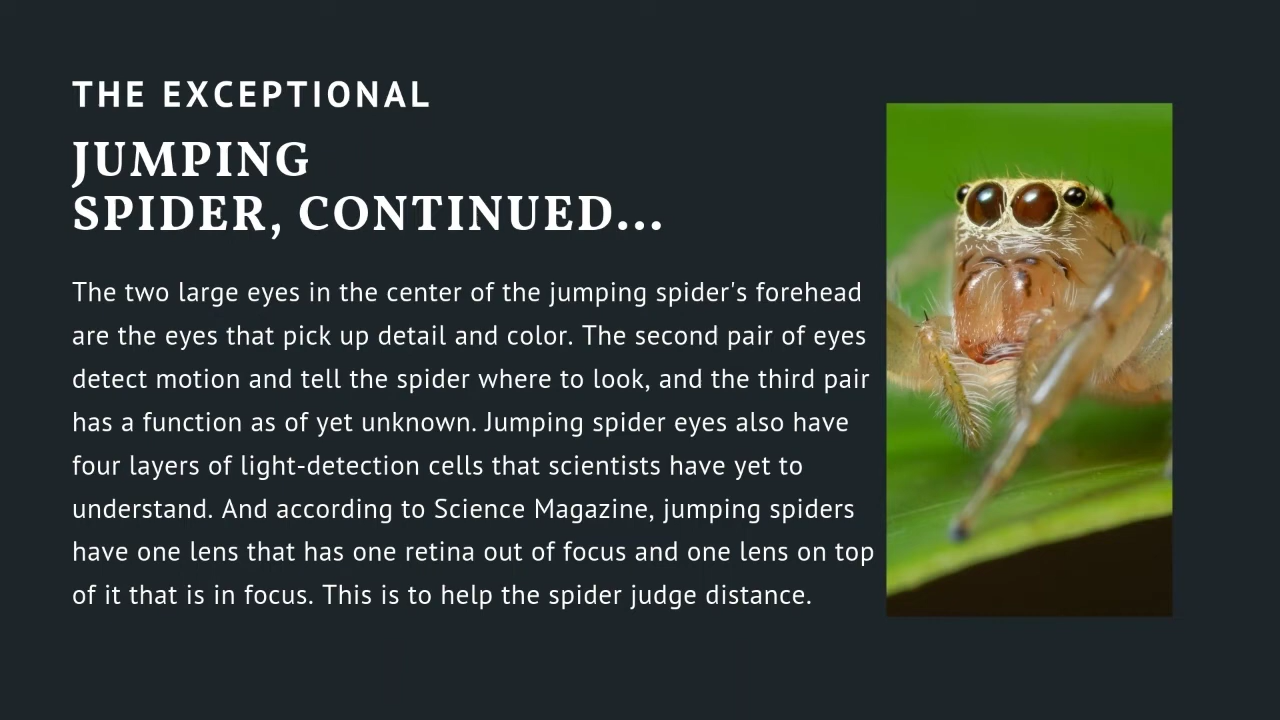 THE EXCEPTIONAL
JUMPING
SPIDER, CONTINUED...
The two large eyes in the center of the jumping spider's forehead
are the eyes that pick up detail and color. The second pair of eyes
detect motion and tell the spider where to look, and the third pair
has a function as of yet unknown. Jumping spider eyes also have
four layers of light-detection cells that scientists have yet to
understand. And according to Science Magazine, jumping spiders
have one lens that has one retina out of focus and one lens on top
of it that is in focus. This is to help the spider judge distance.